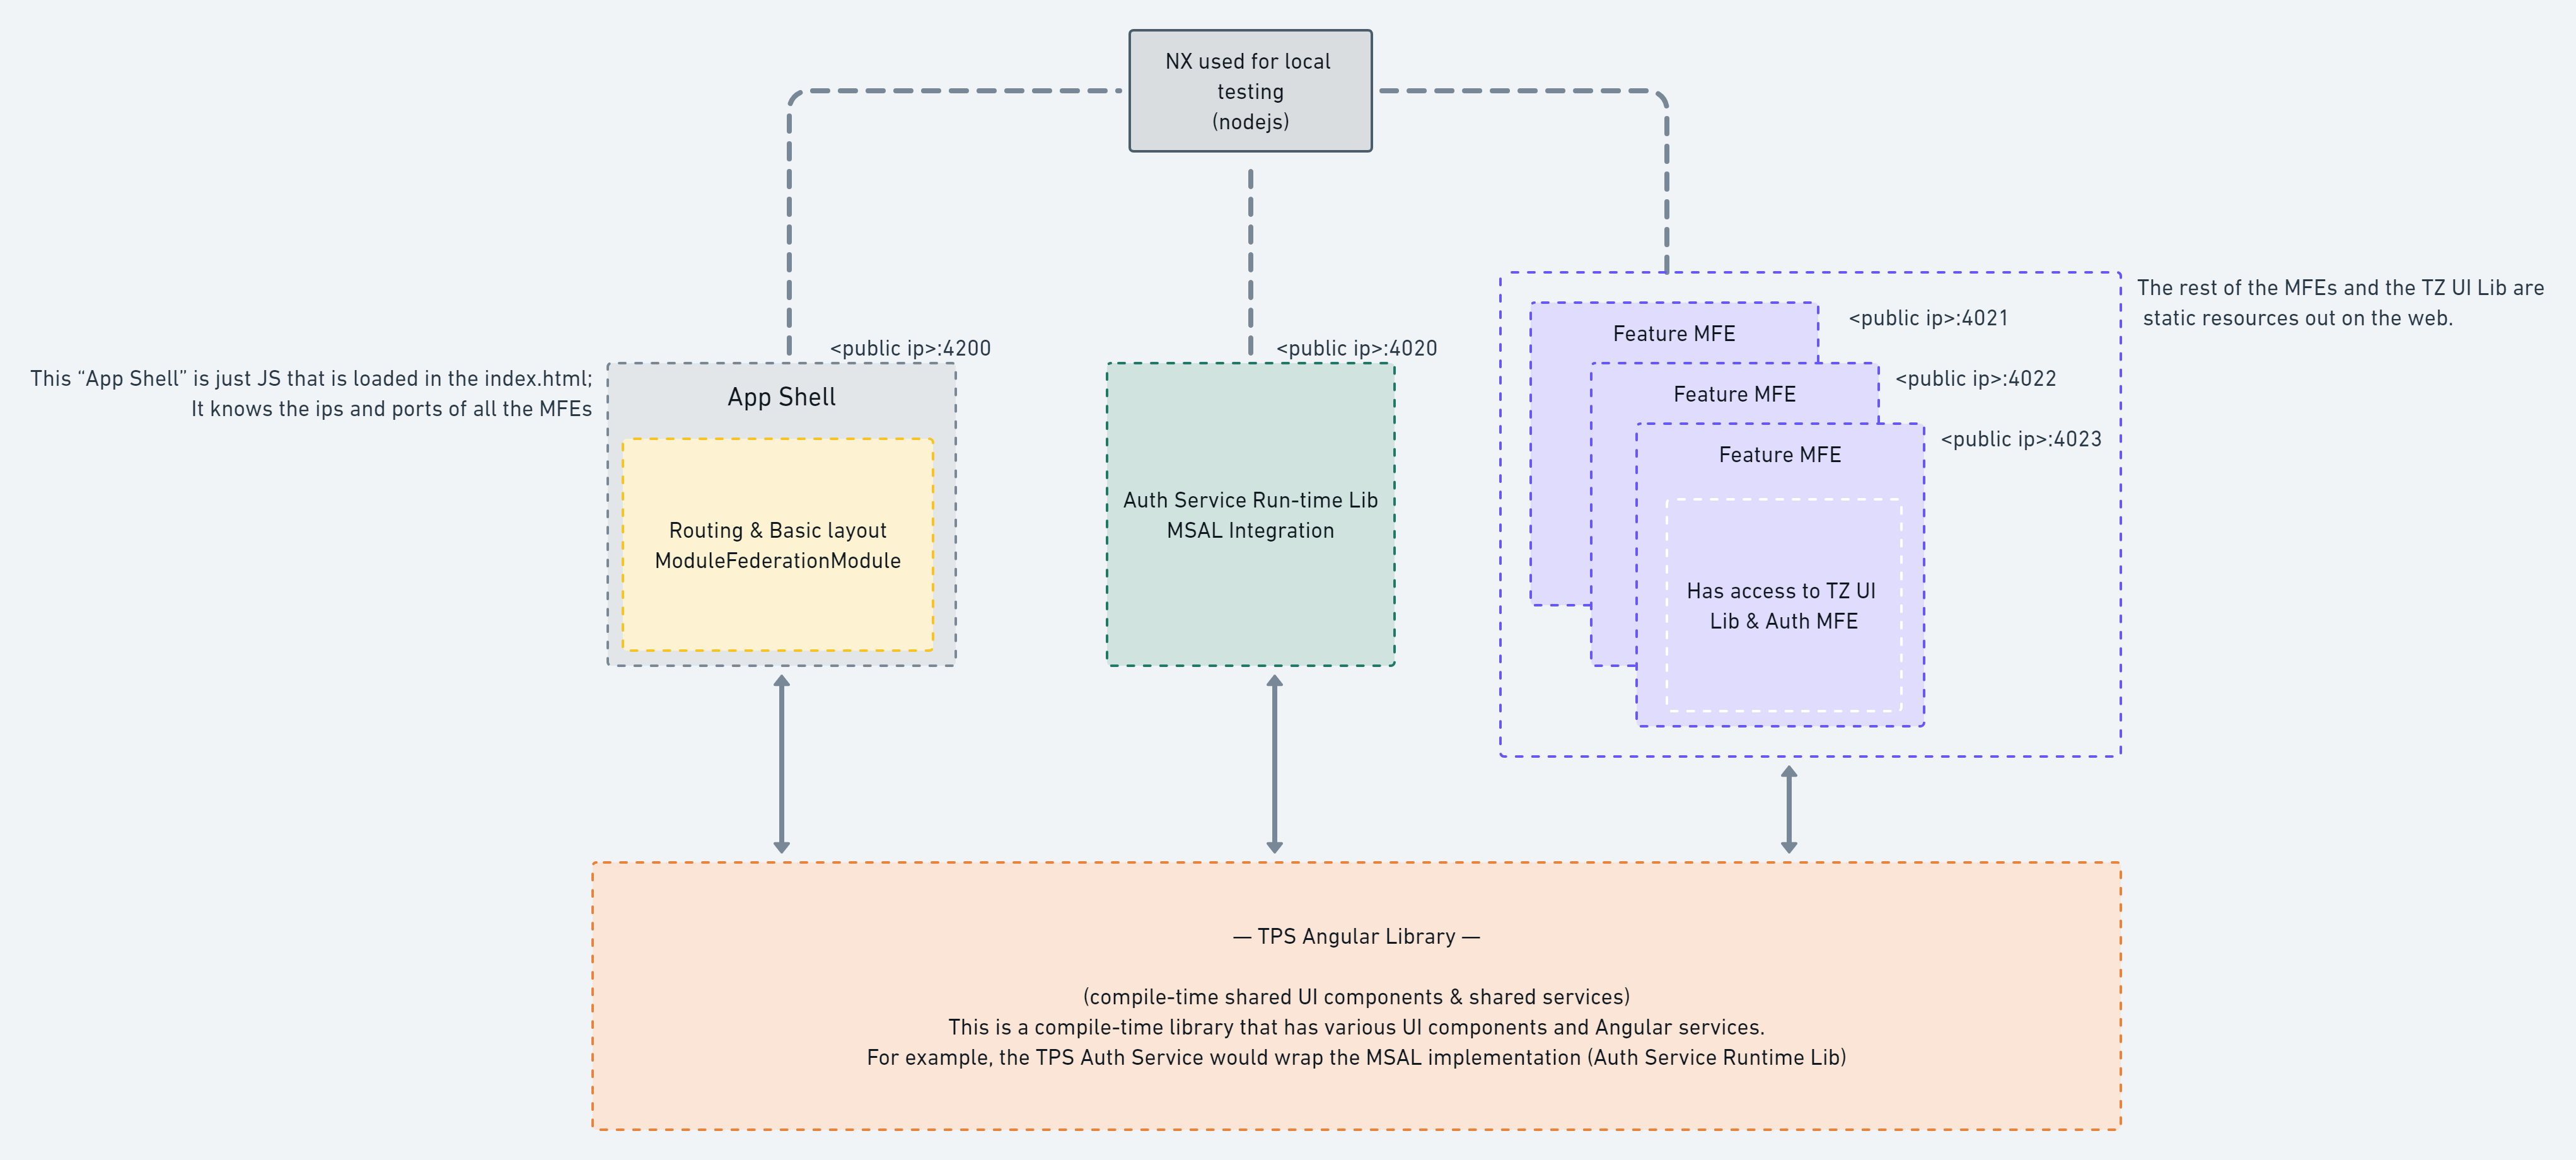 NX used for local
testing
(nodejs)
The rest of the MFEs and the TZ UI Lib are
static resources out on the web.
<public ip>:4200
This “App Shell” is just JS that is loaded in the index.html;
It knows the ips and ports of all the MFEs
App Shell
Routing & Basic layout
ModuleFederationModule
<public ip>:4020
Auth Service Run-time Lib
MSAL Integration
Feature MFE
<public ip>:4021
Feature MFE
<public ip>:4022
Feature MFE
<public ip>:4023
Has access to TZ UI
Lib & Auth MFE
— TPS Angular Library —
(compile-time shared UI components & shared services)
This is a compile-time library that has various UI components and Angular services.
For example, the TPS Auth Service would wrap the MSAL implementation (Auth Service Runtime Lib)